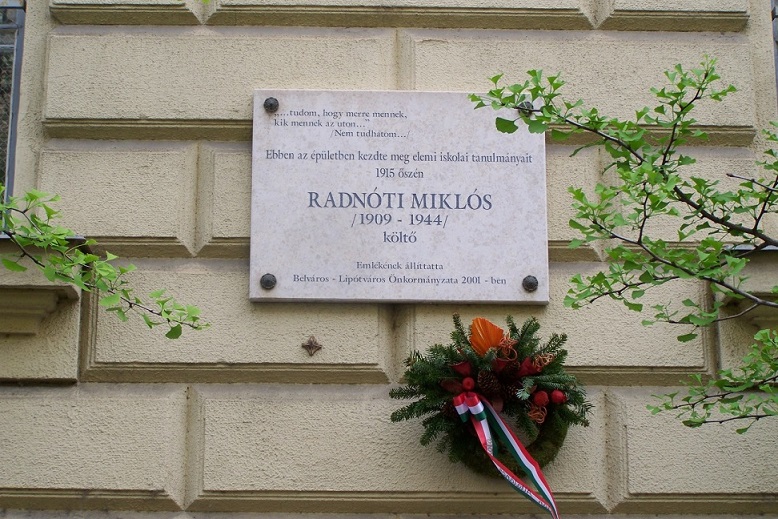 „....tudom, hogy merre mennek,
kik mennek az uton..."
/Nem tudhatom.../
Ebben az épületben kezdte meg elemi iskolai tanulmányait
1915 őszén
RADNÓTI MIKLÓS
/1909 - 1944/
költő
Emlékének állíttatta
Belváros - Lipótváros Önkormányzata 2001 - ben